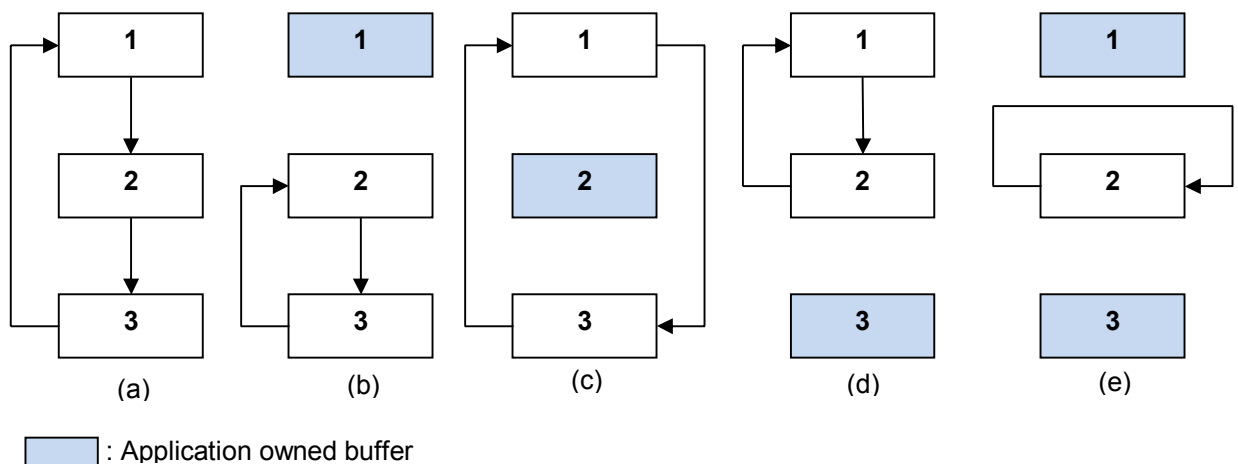 1 1 1 1 1
2 2 2 2 2
3 3 3 3 3
(a) (b) (c) (d) (e)
: Application owned buffer